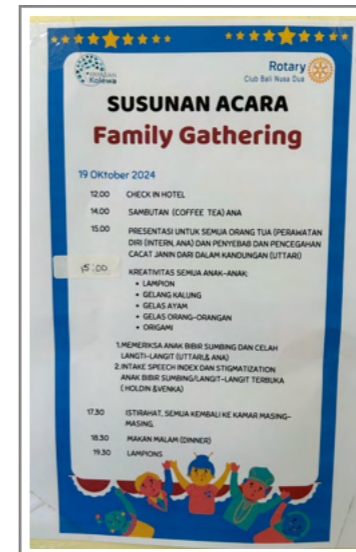 YAYASAN
Kolewa
Rotary
Club Bali Nusa Dua
SUSUNAN ACARA
Family Gathering
19 Oktober 2024
12.00 CHECK IN HOTEL
14.00 SAMBUTAN (COFFEE TEA) ANA
15.00 PRESENTASI UNTUK SEMUA ORANG TUA (PERAWATAN
DIRI (INTERN, ANA) DAN PENYEBAB DAN PENCEGAHAN
CACAT JANIN DARI DALAM KANDUNGAN (UTTARI)
15:00 KREATIVITAS SEMUA ANAK-ANAK:
• LAMPION
• GELANG KALUNG
• GELAS AYAM
• GELAS ORANG-ORANGAN
• ORIGAMI
1.MEMERIKSA ANAK BIBIR SUMBING DAN CELAH
LANGTI-LANGIT (UTTARI,& ANA)
2.INTAKE SPEECH INDEX DAN STIGMATIZATION
ANAK BIBIR SUMBING/LANGIT-LANGIT TERBUKA
( HOLDIN &VENKA)
17.30 ISTIRAHAT, SEMUA KEMBALI KE KAMAR MASING-
MASING.
18.30 MAKAN MALAM (DINNER)
19.30 LAMPIONS